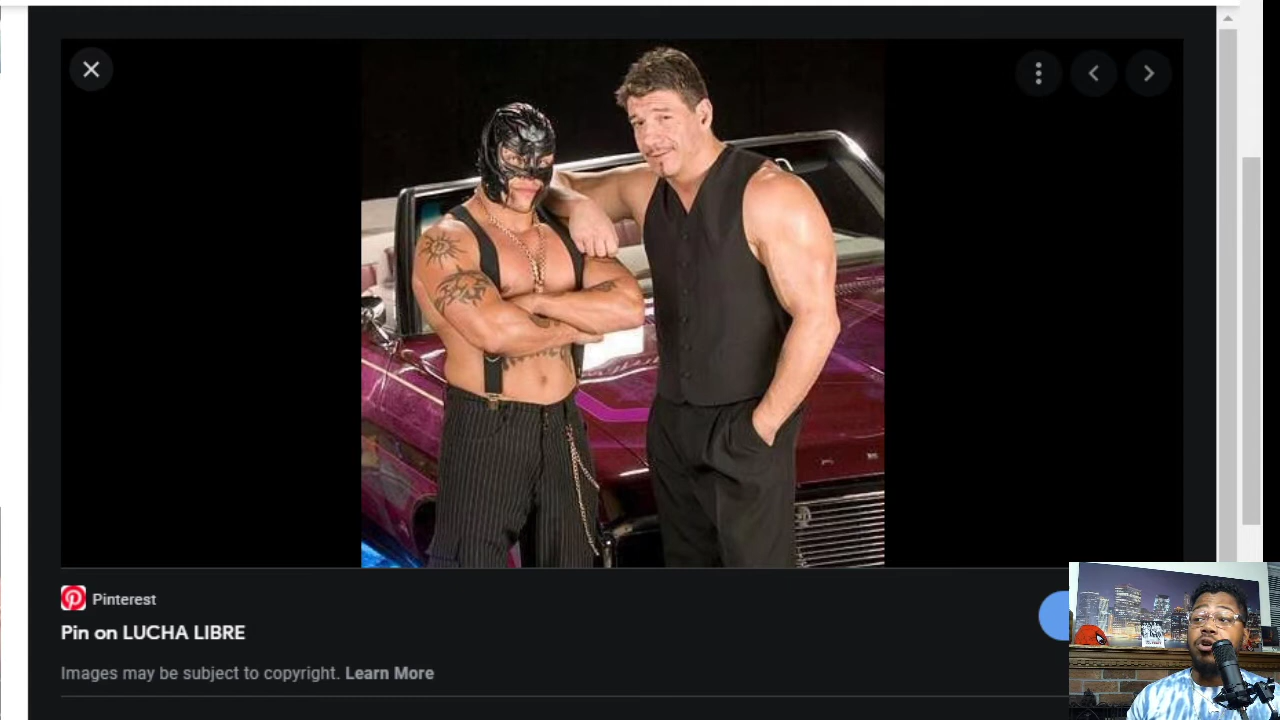 Pinterest
Pin on LUCHA LIBRE
Images may be subject to copyright. Learn More